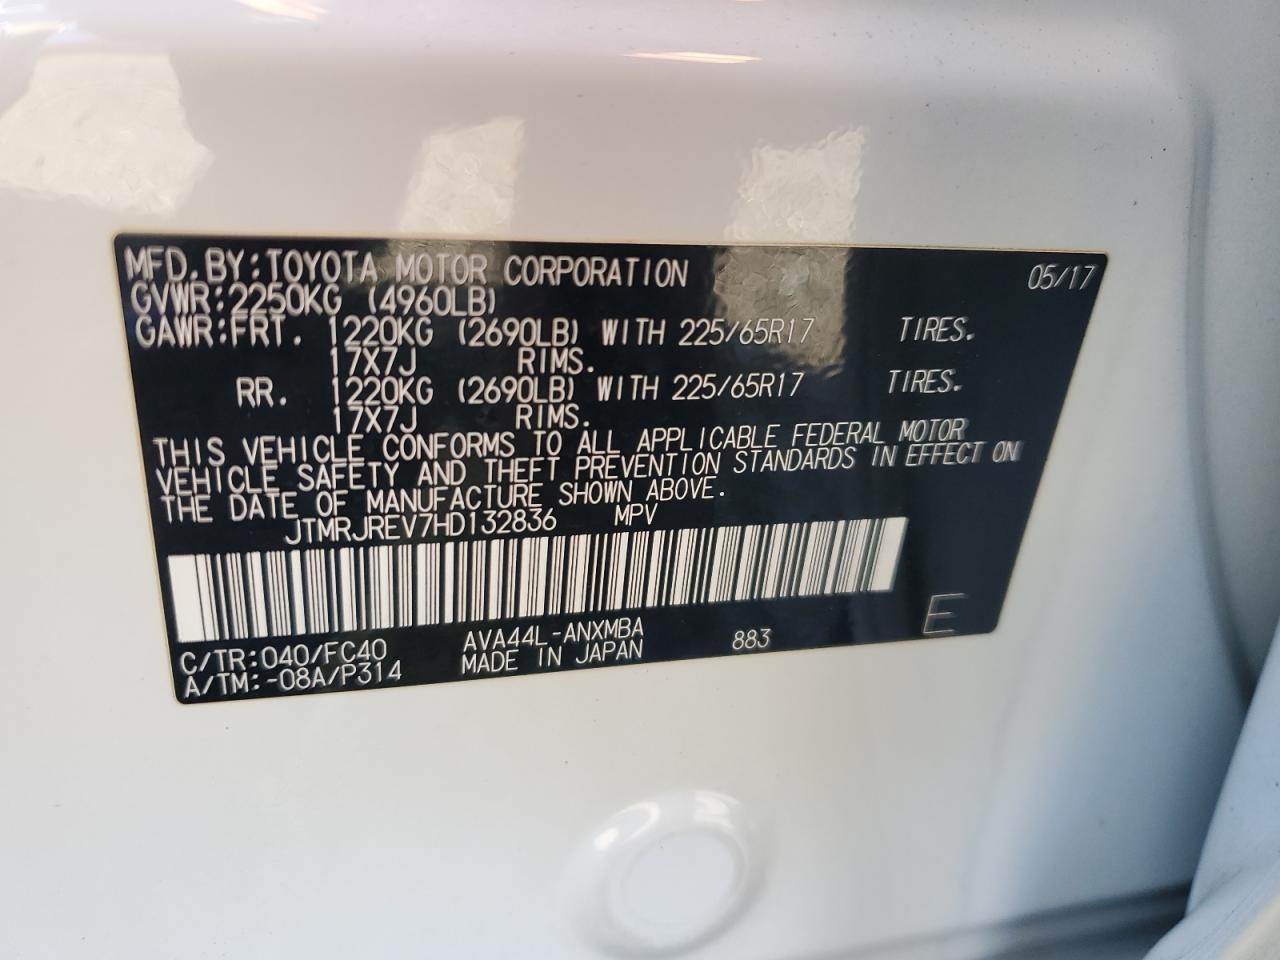 MFD.BY:TOYOTA MOTOR CORPORATION 05/17
GVWR:2250KG (4960LB)
GAWR:FRT. 1220KG (2690LB) WITH 225/65R17 TIRES.
17X7J RIMS.
RR. 1220KG (2690LB) WITH 225/65R17 TIRES.
17X7J RIMS.
THIS VEHICLE CONFORMS TO ALL APPLICABLE FEDERAL MOTOR
VEHICLE SAFETY AND THEFT PREVENTION STANDARDS IN EFFECT ON
THE DATE OF MANUFACTURE SHOWN ABOVE.
JTMRJREV7HD132836 MPV
C/TR:040/FC40 AVA44L-ANXMBA 883 E
A/TM:-08A/P314 MADE IN JAPAN